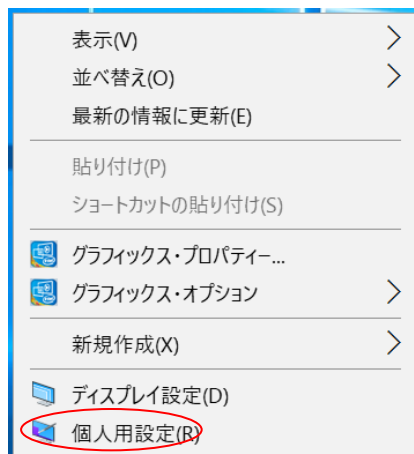 表示(V)
並べ替え(O)
最新の情報に更新(E)
貼り付け(P)
ショートカットの貼り付け(S)
グラフィックス・プロパティー...
グラフィックス・オプション
新規作成(X)
ディスプレイ設定(D)
個人用設定(R)